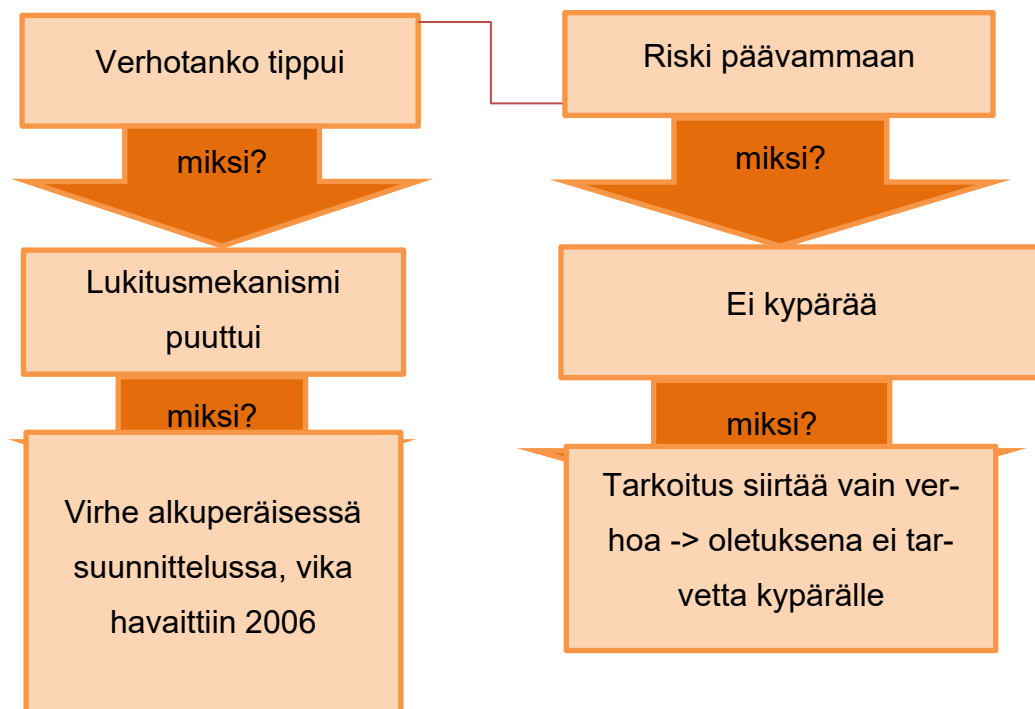 Verhotanko tippui
miksi?
Lukitusmekanismi
puuttui
miksi?
Virhe alkuperäisessä
suunnittelussa, vika
havaittiin 2006
Riski päävammaan
miksi?
Ei kypärää
miksi?
Tarkoitus siirtää vain ver-
hoa -> oletuksena ei tar-
vetta kypärälle